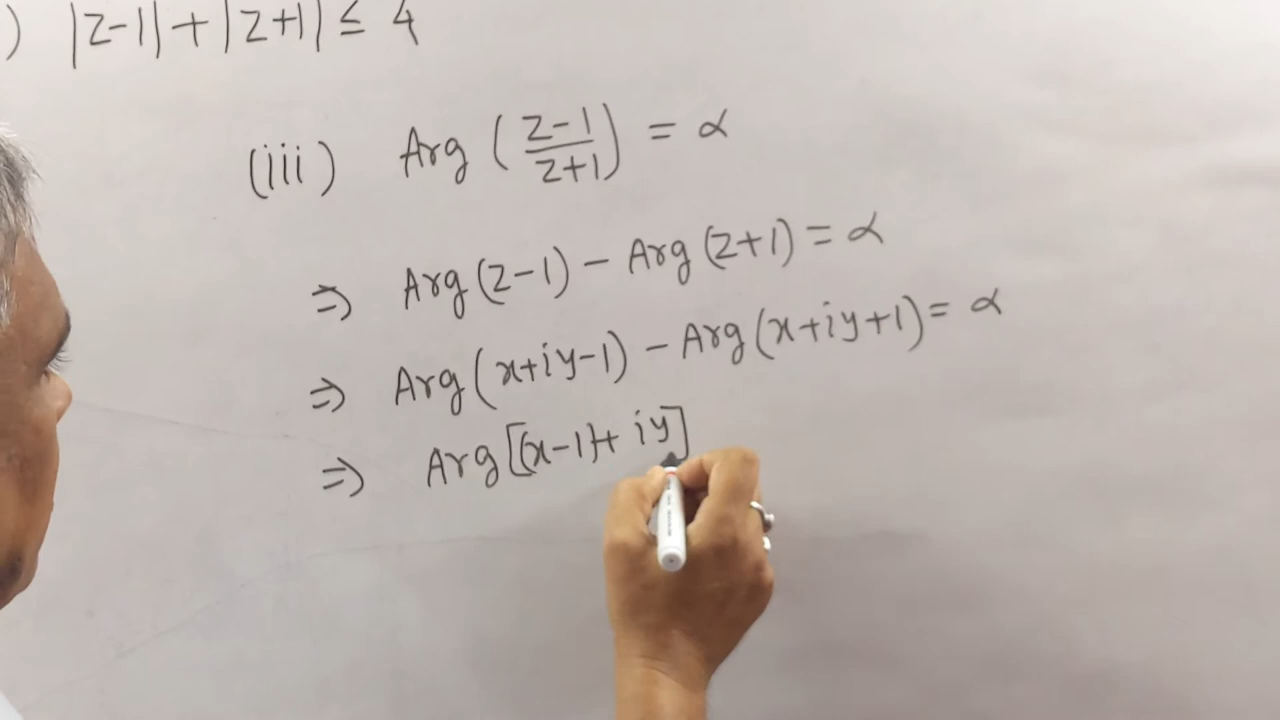 ) |z-1| + |z+1| ≤ 4
(iii) Arg (z-1/z+1) = α
⇒ Arg(z-1) - Arg(z+1) = α
⇒ Arg(x+iy-1) - Arg(x+iy+1) = α
⇒ Arg[(x-1)+ iy]